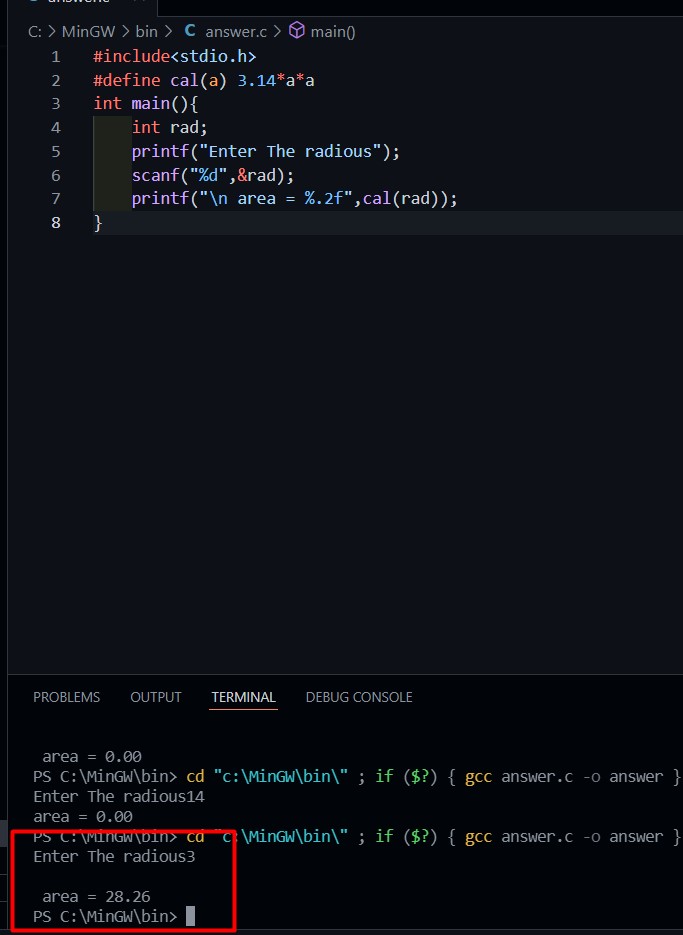 C: > MinGW > bin > C answer.c > main()
1 #include<stdio.h>
2 #define cal(a) 3.14*a*a
3 int main(){
4 int rad;
5 printf("Enter The radious");
6 scanf("%d",&rad);
7 printf("\n area = %.2f",cal(rad));
8 }
PROBLEMS OUTPUT TERMINAL DEBUG CONSOLE
area = 0.00
PS C:\MinGW\bin> cd "c:\MinGW\bin\" ; if ($?) { gcc answer.c -o answer }
Enter The radious14
area = 0.00
PS C:\MinGW\bin> cd "c:\MinGW\bin\" ; if ($?) { gcc answer.c -o answer }
Enter The radious3
area = 28.26
PS C:\MinGW\bin>